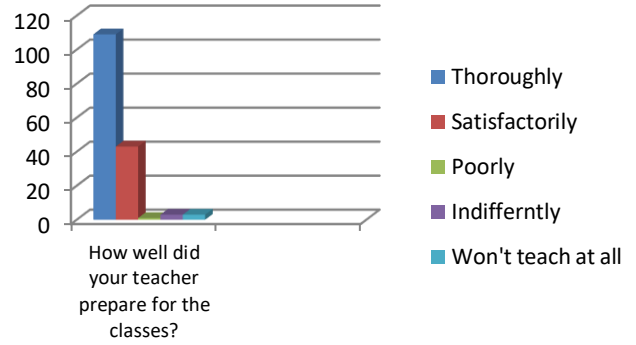 120
100
80
60
40
20
0
How well did
your teacher
prepare for the
classes?
Thoroughly
Satisfactorily
Poorly
Indifferntly
Won't teach at all